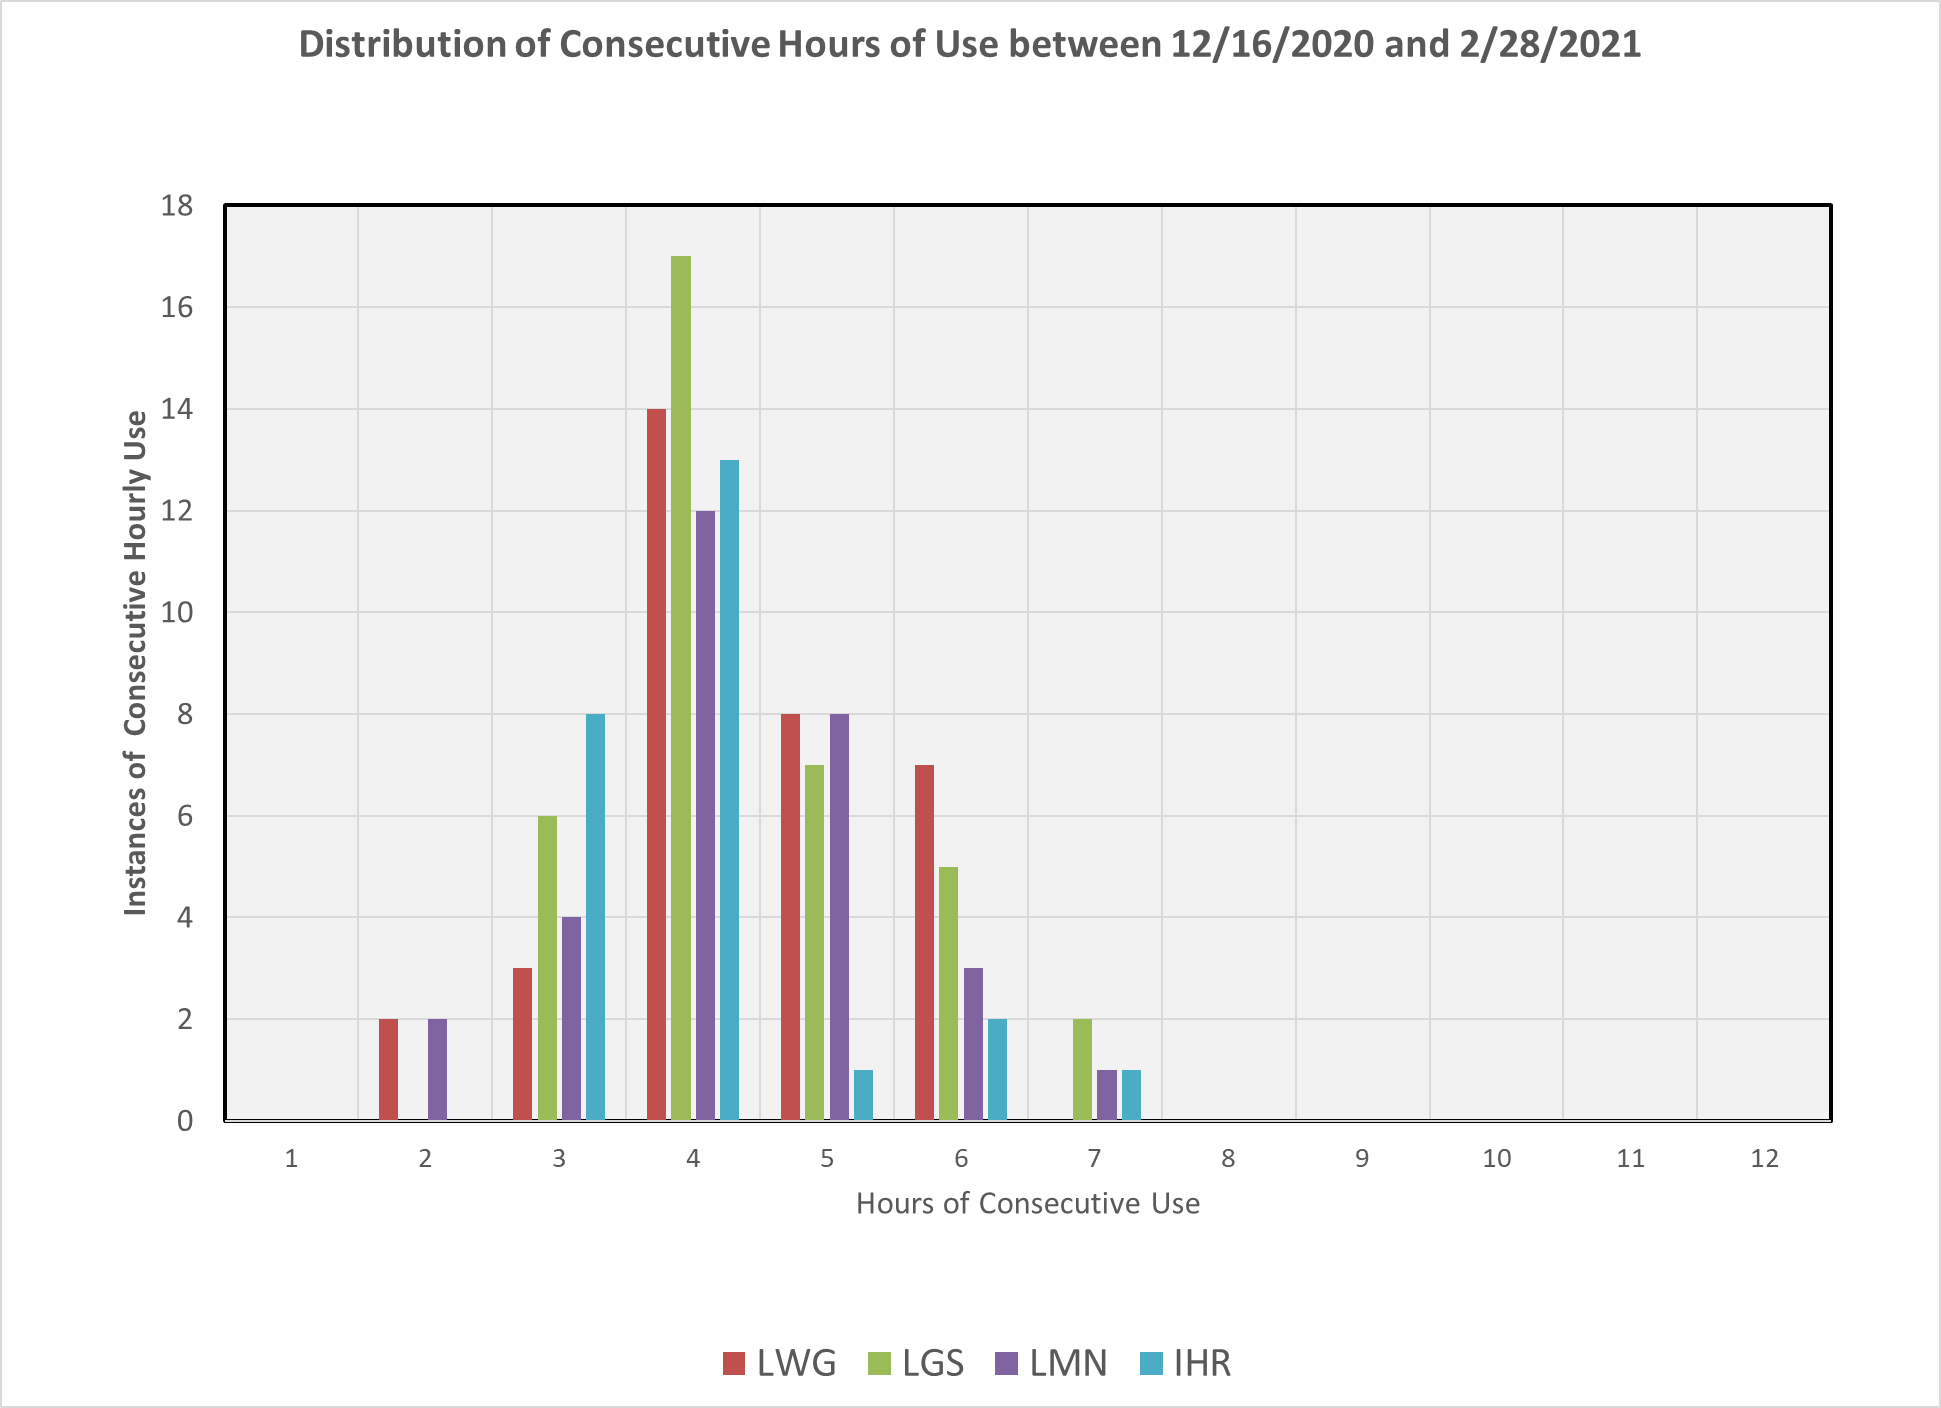 Distribution of Consecutive Hours of Use between 12/16/2020 and 2/28/2021
Instances of  Consecutive Hourly Use
18
16
14
12
10
8
6
4
2
0
1 2 3 4 5 6 7 8 9 10 11 12
Hours of Consecutive Use
LWG LGS LMN IHR